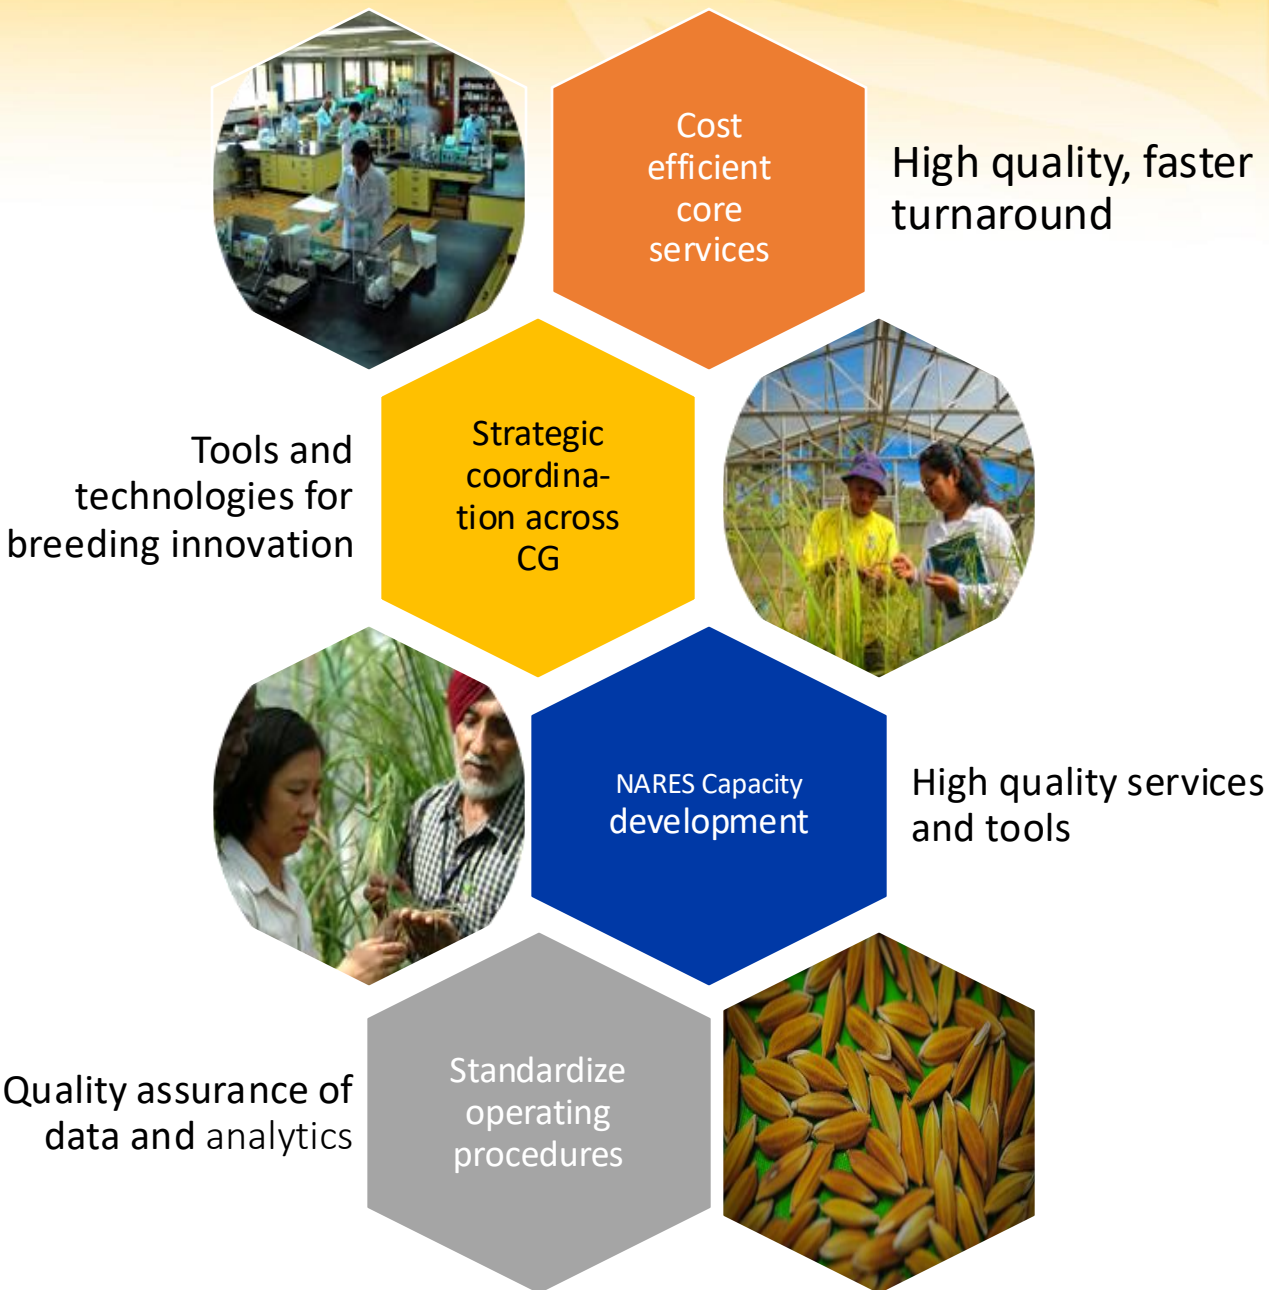 Cost
efficient
core
services
High quality, faster
turnaround
Tools and
technologies for
breeding innovation
Strategic
coordina-
tion across
CG
NARES Capacity
development
High quality services
and tools
Quality assurance of
data and analytics
Standardize
operating
procedures